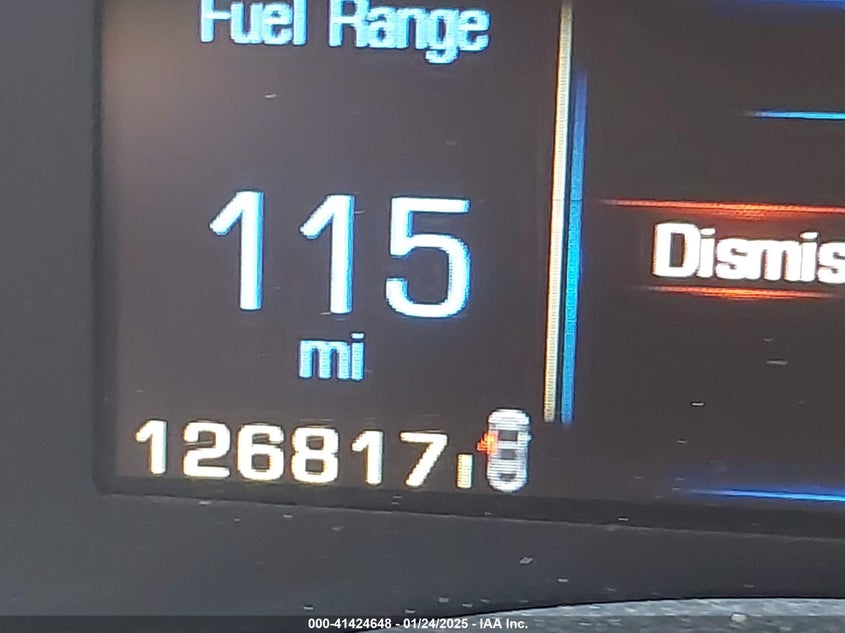 Fuel Range
115
mi
126817
Dismis
000-41424648 - 01/24/2025 - IAA Inc.